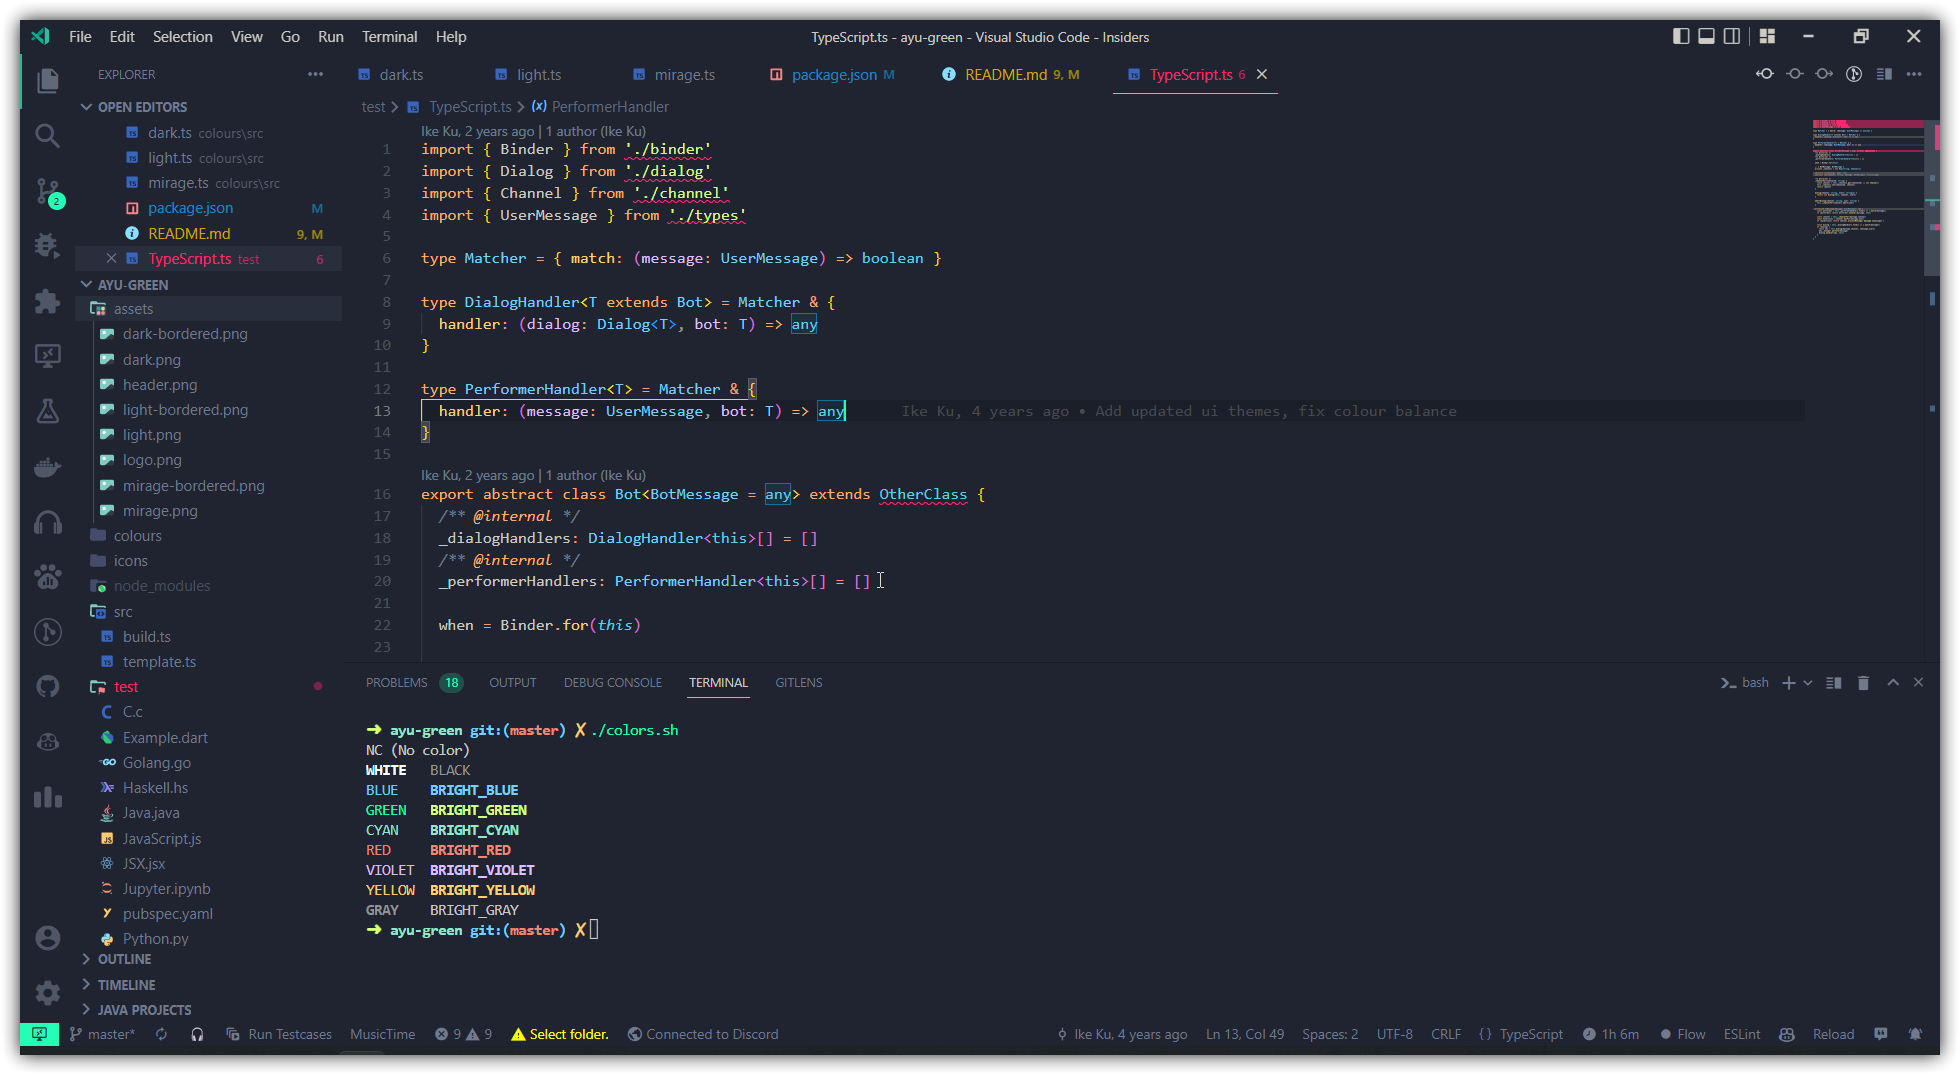 File Edit Selection View Go Run Terminal Help
TypeScript.ts - ayu-green - Visual Studio Code - Insiders
EXPLORER
OPEN EDITORS
dark.ts colours\src
light.ts colours\src
mirage.ts colours\src
package.json M
README.md 9, M
TypeScript.ts test 6
AYU-GREEN
assets
dark-bordered.png
dark.png
header.png
light-bordered.png
light.png
logo.png
mirage-bordered.png
mirage.png
colours
icons
node_modules
src
build.ts
template.ts
test
C.c
Example.dart
Golang.go
Haskell.hs
Java.java
JavaScript.js
JSX.jsx
Jupyter.ipynb
pubspec.yaml
Python.py
OUTLINE
TIMELINE
JAVA PROJECTS
2
dark.ts light.ts mirage.ts package.json M README.md 9, M TypeScript.ts 6
test > TypeScript.ts > PerformerHandler
Ike Ku, 2 years ago | 1 author (Ike Ku)
1 import { Binder } from './binder'
2 import { Dialog } from './dialog'
3 import { Channel } from './channel'
4 import { UserMessage } from './types'
5
6 type Matcher = { match: (message: UserMessage) => boolean }
7
8 type DialogHandler<T extends Bot> = Matcher & {
9 handler: (dialog: Dialog<T>, bot: T) => any
10 }
11
12 type PerformerHandler<T> = Matcher & {
13 handler: (message: UserMessage, bot: T) => any Ike Ku, 4 years ago • Add updated ui themes, fix colour balance
14 }
15
Ike Ku, 2 years ago | 1 author (Ike Ku)
16 export abstract class Bot<BotMessage = any> extends OtherClass {
17 /** @internal */
18 _dialogHandlers: DialogHandler<this>[] = []
19 /** @internal */
20 _performerHandlers: PerformerHandler<this>[] = []
21
22 when = Binder.for(this)
23
PROBLEMS 18 OUTPUT DEBUG CONSOLE TERMINAL GITLENS
bash
➜ ayu-green git:(master) ✗ ./colors.sh
NC (No color)
WHITE BLACK
BLUE BRIGHT_BLUE
GREEN BRIGHT_GREEN
CYAN BRIGHT_CYAN
RED BRIGHT_RED
VIOLET BRIGHT_VIOLET
YELLOW BRIGHT_YELLOW
GRAY BRIGHT_GRAY
➜ ayu-green git:(master) ✗
master* Run Testcases MusicTime 9 9 Select folder. Connected to Discord Ike Ku, 4 years ago Ln 13, Col 49 Spaces: 2 UTF-8 CRLF {} TypeScript 1h 6m Flow ESLint Reload